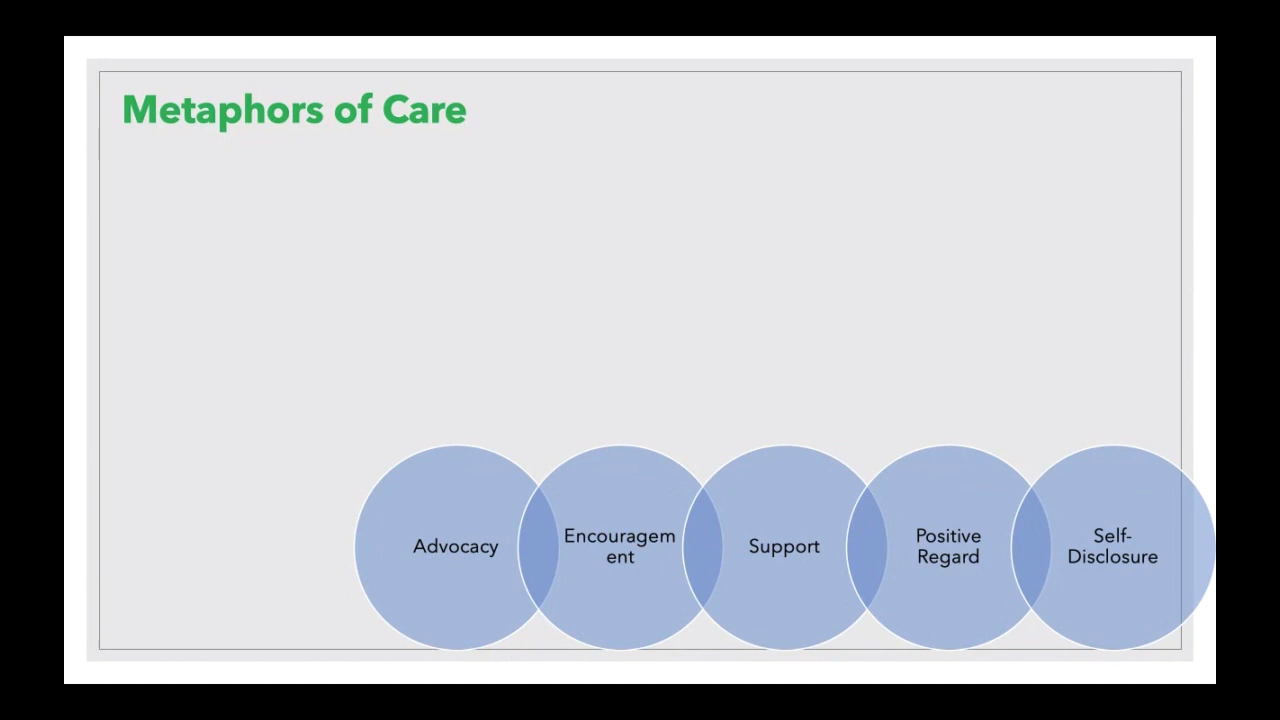 Metaphors of Care
Advocacy
Encouragem
ent
Support
Positive
Regard
Self-
Disclosure